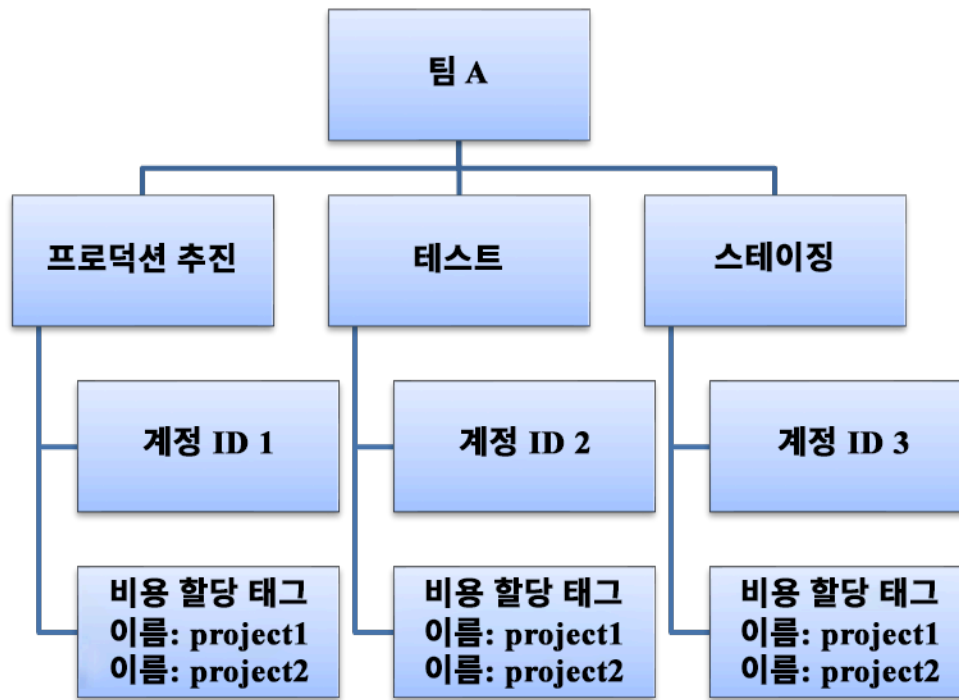 팀 A
프로덕션 추진
테스트
스테이징
계정 ID 1
계정 ID 2
계정 ID 3
비용 할당 태그
이름: project1
이름: project2
비용 할당 태그
이름: project1
이름: project2
비용 할당 태그
이름: project1
이름: project2